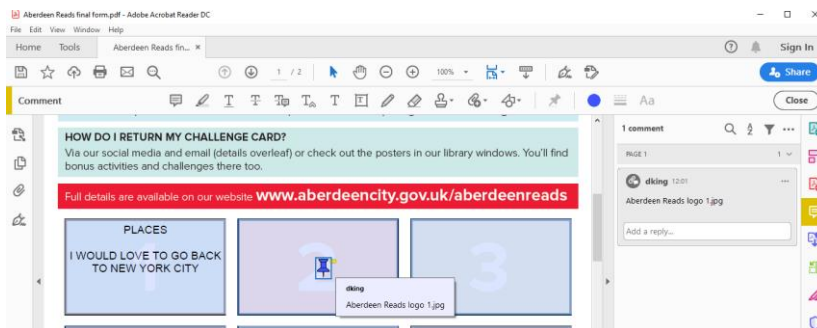 Aberdeen Reads final form.pdf - Adobe Acrobat Reader DC
File Edit View Window Help
Home Tools Aberdeen Reads fin... × Sign In
1 / 2 100% Share
Comment Aa Close
HOW DO I RETURN MY CHALLENGE CARD?
Via our social media and email (details overleaf) or check out the posters in our library windows. You'll find
bonus activities and challenges there too.
Full details are available on our website www.aberdeencity.gov.uk/aberdeenreads
PLACES
1
I WOULD LOVE TO GO BACK
TO NEW YORK CITY
2
3
dking
Aberdeen Reads logo 1.jpg
1 comment
PAGE 1 1
dking 12:01
Aberdeen Reads logo 1.jpg
Add a reply...